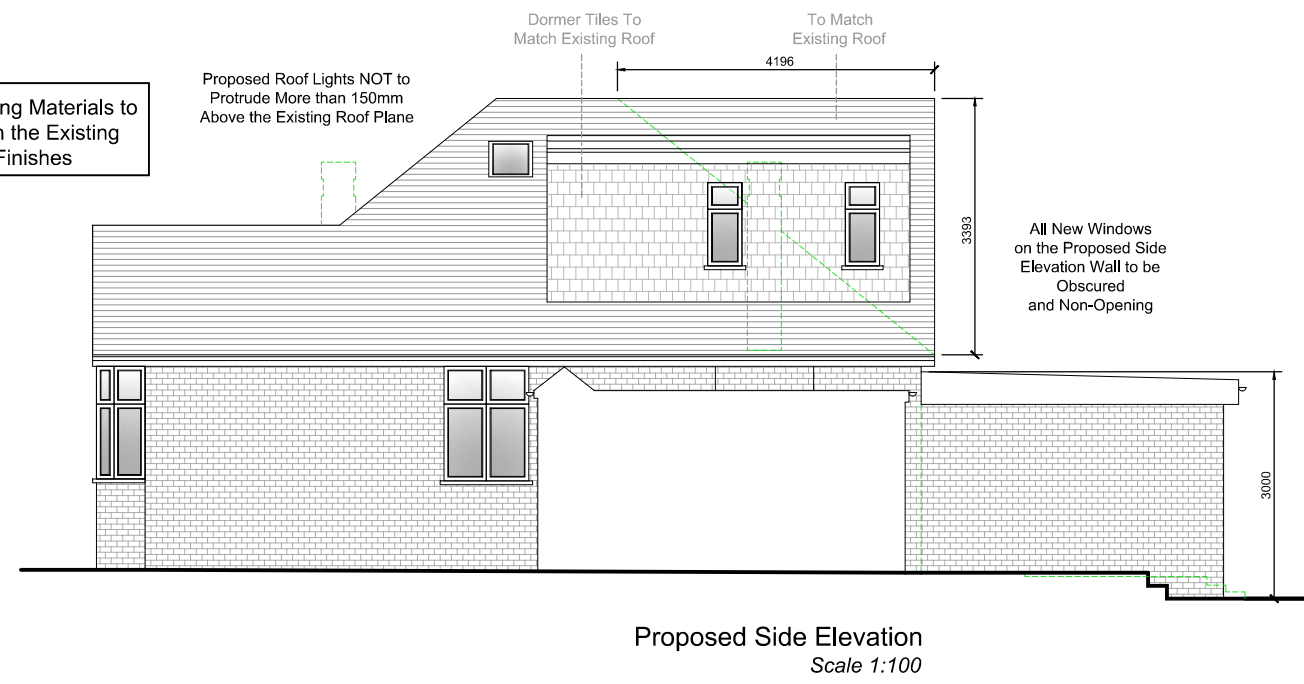 Dormer Tiles To
Match Existing Roof
To Match
Existing Roof
4196
Proposed Roof Lights NOT to
Protrude More than 150mm
Above the Existing Roof Plane
Materials to
the Existing
Finishes
3393
All New Windows
on the Proposed Side
Elevation Wall to be
Obscured
and Non-Opening
3000
Proposed Side Elevation
Scale 1:100